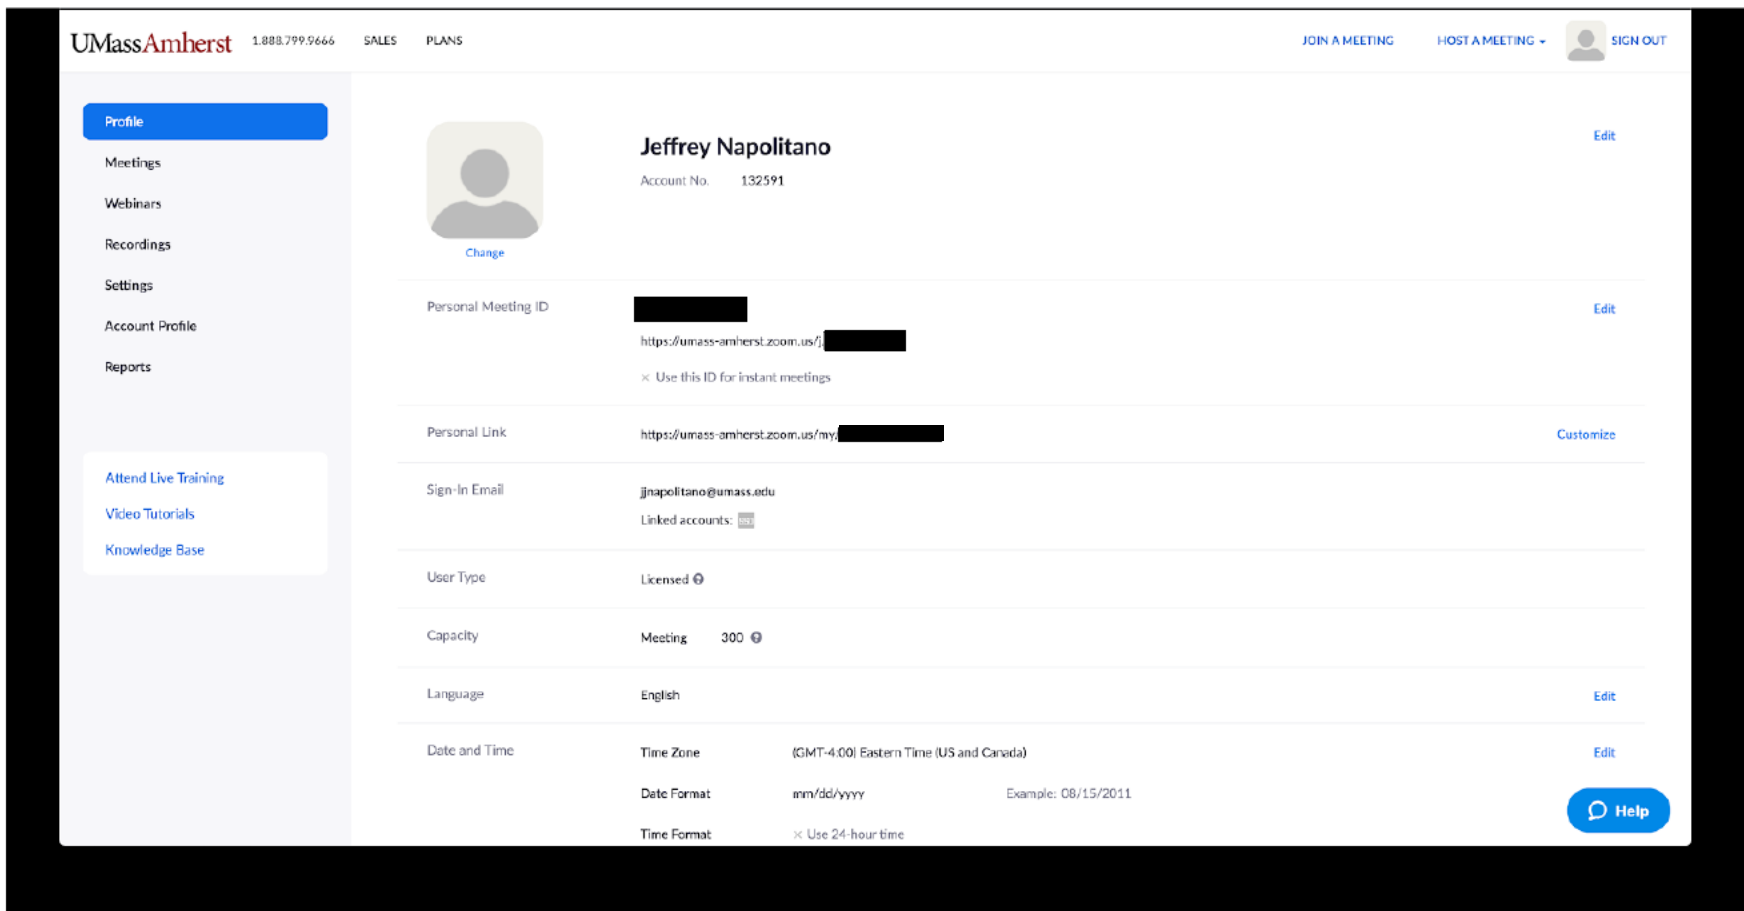 UMassAmherst 1.888.799.9666 SALES PLANS JOIN A MEETING HOST A MEETING SIGN OUT
Profile
Meetings
Webinars
Recordings
Settings
Account Profile
Reports
Attend Live Training
Video Tutorials
Knowledge Base
Change
Jeffrey Napolitano Edit
Account No. 132591
Personal Meeting ID Edit
https://umass-amherst.zoom.us/j/
× Use this ID for instant meetings
Personal Link https://umass-amherst.zoom.us/my/ Customize
Sign-In Email jjnapolitano@umass.edu
Linked accounts:
User Type Licensed
Capacity Meeting 300
Language English Edit
Date and Time Time Zone (GMT-4:00) Eastern Time (US and Canada) Edit
Date Format mm/dd/yyyy Example: 08/15/2011
Time Format × Use 24-hour time
Help